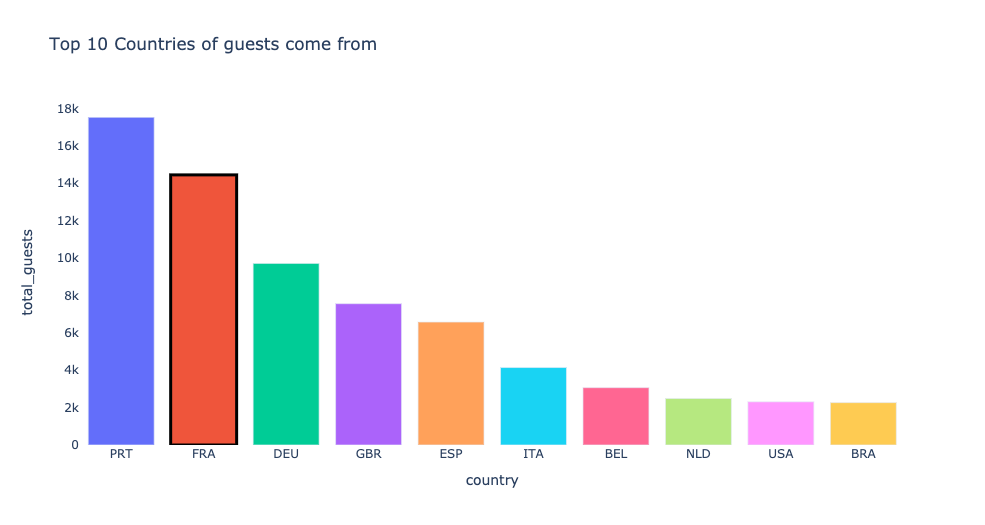 Top 10 Countries of guests come from
total_guests
18k
16k
14k
12k
10k
8k
6k
4k
2k
0
PRT FRA DEU GBR ESP ITA BEL NLD USA BRA
country